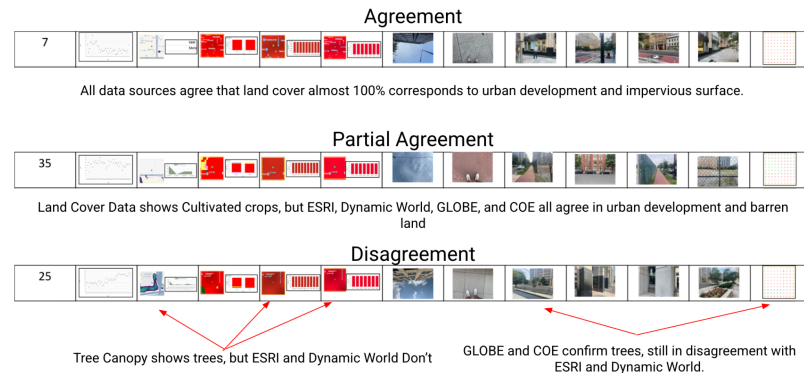 Agreement
7
All data sources agree that land cover almost 100% corresponds to urban development and impervious surface.
Partial Agreement
35
Land Cover Data shows Cultivated crops, but ESRI, Dynamic World, GLOBE, and COE all agree in urban development and barren
land
Disagreement
25
Tree Canopy shows trees, but ESRI and Dynamic World Don't
GLOBE and COE confirm trees, still in disagreement with
ESRI and Dynamic World.